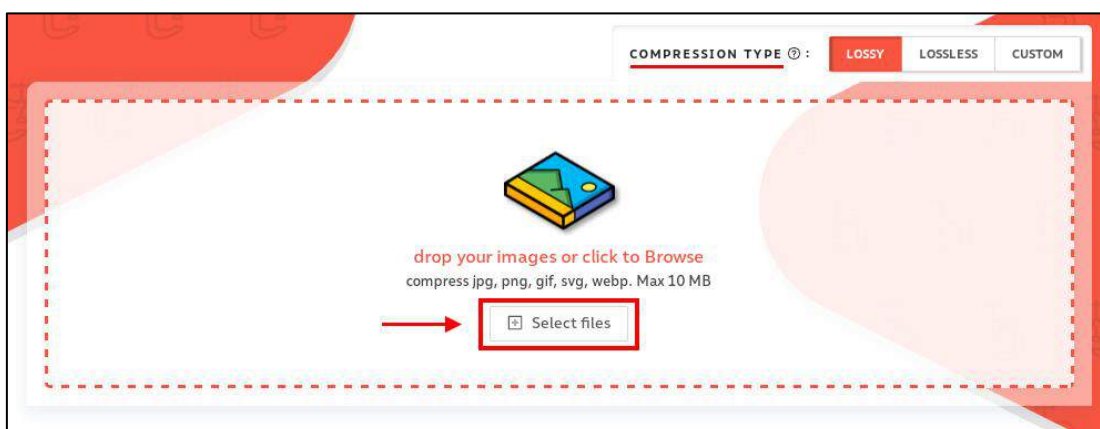 COMPRESSION TYPE ? :
LOSSY LOSSLESS CUSTOM
drop your images or click to Browse
compress jpg, png, gif, svg, webp. Max 10 MB
Select files